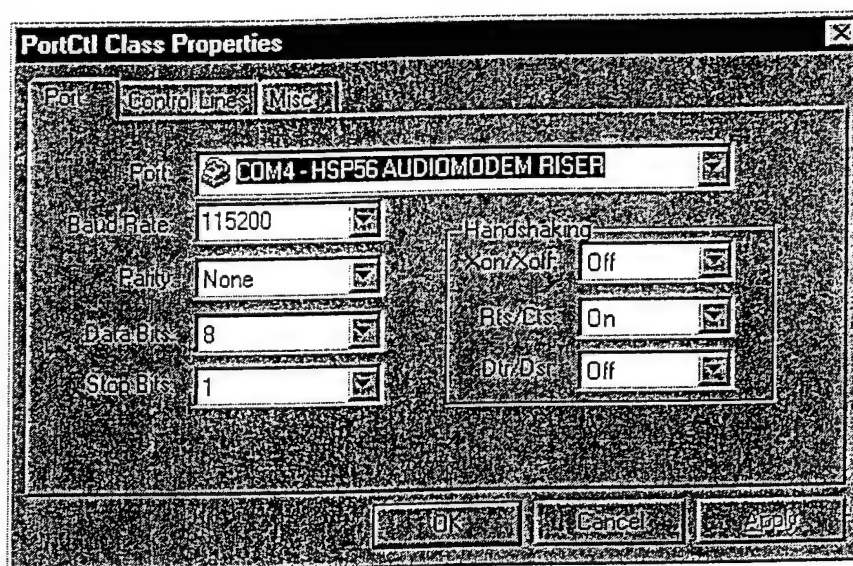 PortCtl Class Properties
Port Control Lines Misc
Port: COM4 - HSP56 AUDIOMODEM RISER
Baud Rate: 115200
Parity: None
Data Bits: 8
Stop Bits: 1
Handshaking
Xon/Xoff: Off
Rts/Cts: On
Dtr/Dsr: Off
OK Cancel Apply